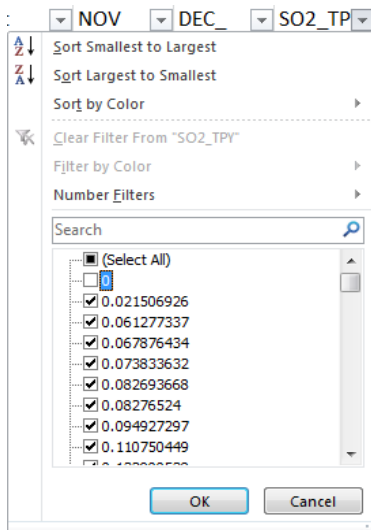 : NOV DEC_ SO2_TP
Sort Smallest to Largest
Sort Largest to Smallest
Sort by Color
Clear Filter From "SO2_TPY"
Filter by Color
Number Filters
Search
(Select All)
0
0.021506926
0.061277337
0.067876434
0.073833632
0.082693668
0.08276524
0.094927297
0.110750449
OK Cancel